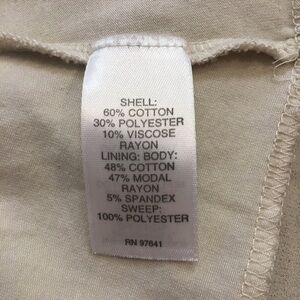 SHELL:
60% COTTON
30% POLYESTER
10% VISCOSE
RAYON
LINING: BODY:
48% COTTON
47% MODAL
RAYON
5% SPANDEX
SWEEP:
100% POLYESTER
RN 97641